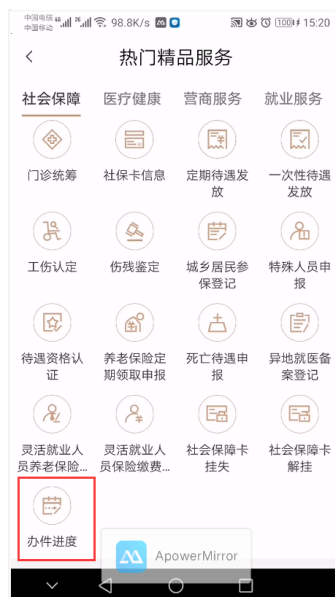 中国电信 中国移动 98.8K/s 100 15:20
热门精品服务
社会保障 医疗健康 营商服务 就业服务
门诊统筹 社保卡信息 定期待遇发放 一次性待遇发放
工伤认定 伤残鉴定 城乡居民参保登记 特殊人员申报
待遇资格认证 养老保险定期领取申报 死亡待遇申报 异地就医备案登记
灵活就业人员养老保险... 灵活就业人员保险缴费... 社会保障卡挂失 社会保障卡解挂
办件进度
ApowerMirror